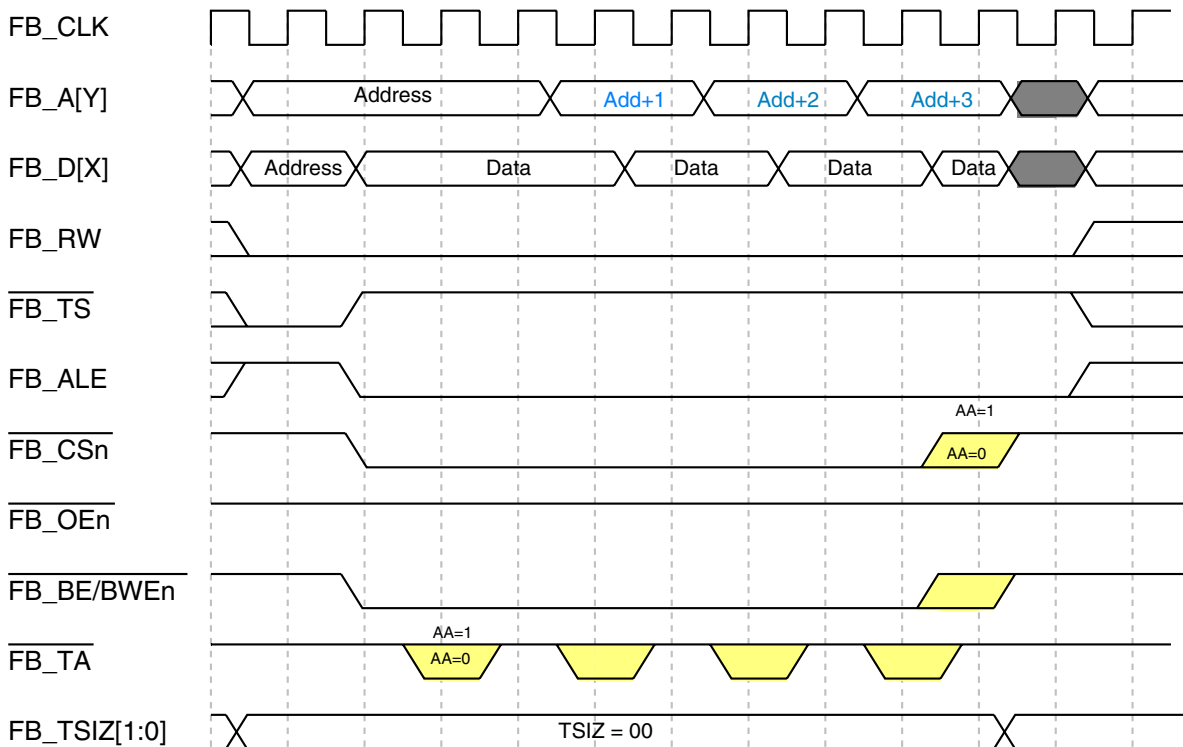 FB_CLK
FB_A[Y] Address Add+1 Add+2 Add+3
FB_D[X] Address Data Data Data Data
FB_RW
FB_TS
FB_ALE
AA=1
FB_CSn AA=0
FB_OEn
FB_BE/BWEn
AA=1
FB_TA AA=0
FB_TSIZ[1:0] TSIZ = 00